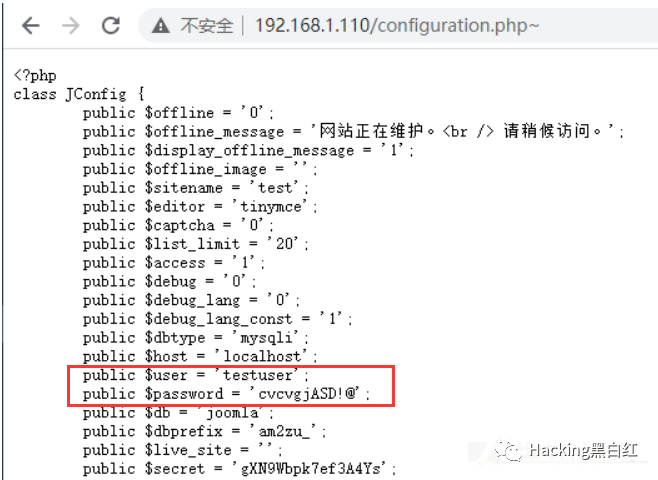 不安全 | 192.168.1.110/configuration.php~
<?php
class JConfig {
public $offline = '0';
public $offline_message = '网站正在维护。<br /> 请稍候访问。';
public $display_offline_message = '1';
public $offline_image = '';
public $sitename = 'test';
public $editor = 'tinymce';
public $captcha = '0';
public $list_limit = '20';
public $access = '1';
public $debug = '0';
public $debug_lang = '0';
public $debug_lang_const = '1';
public $dbtype = 'mysqli';
public $host = 'localhost';
public $user = 'testuser';
public $password = 'cvcvgjASD!@';
public $db = 'joomla';
public $dbprefix = 'am2zu_';
public $live_site = '';
public $secret = 'gXN9Wbpk7ef3A4Ys';
Hacking黑白红